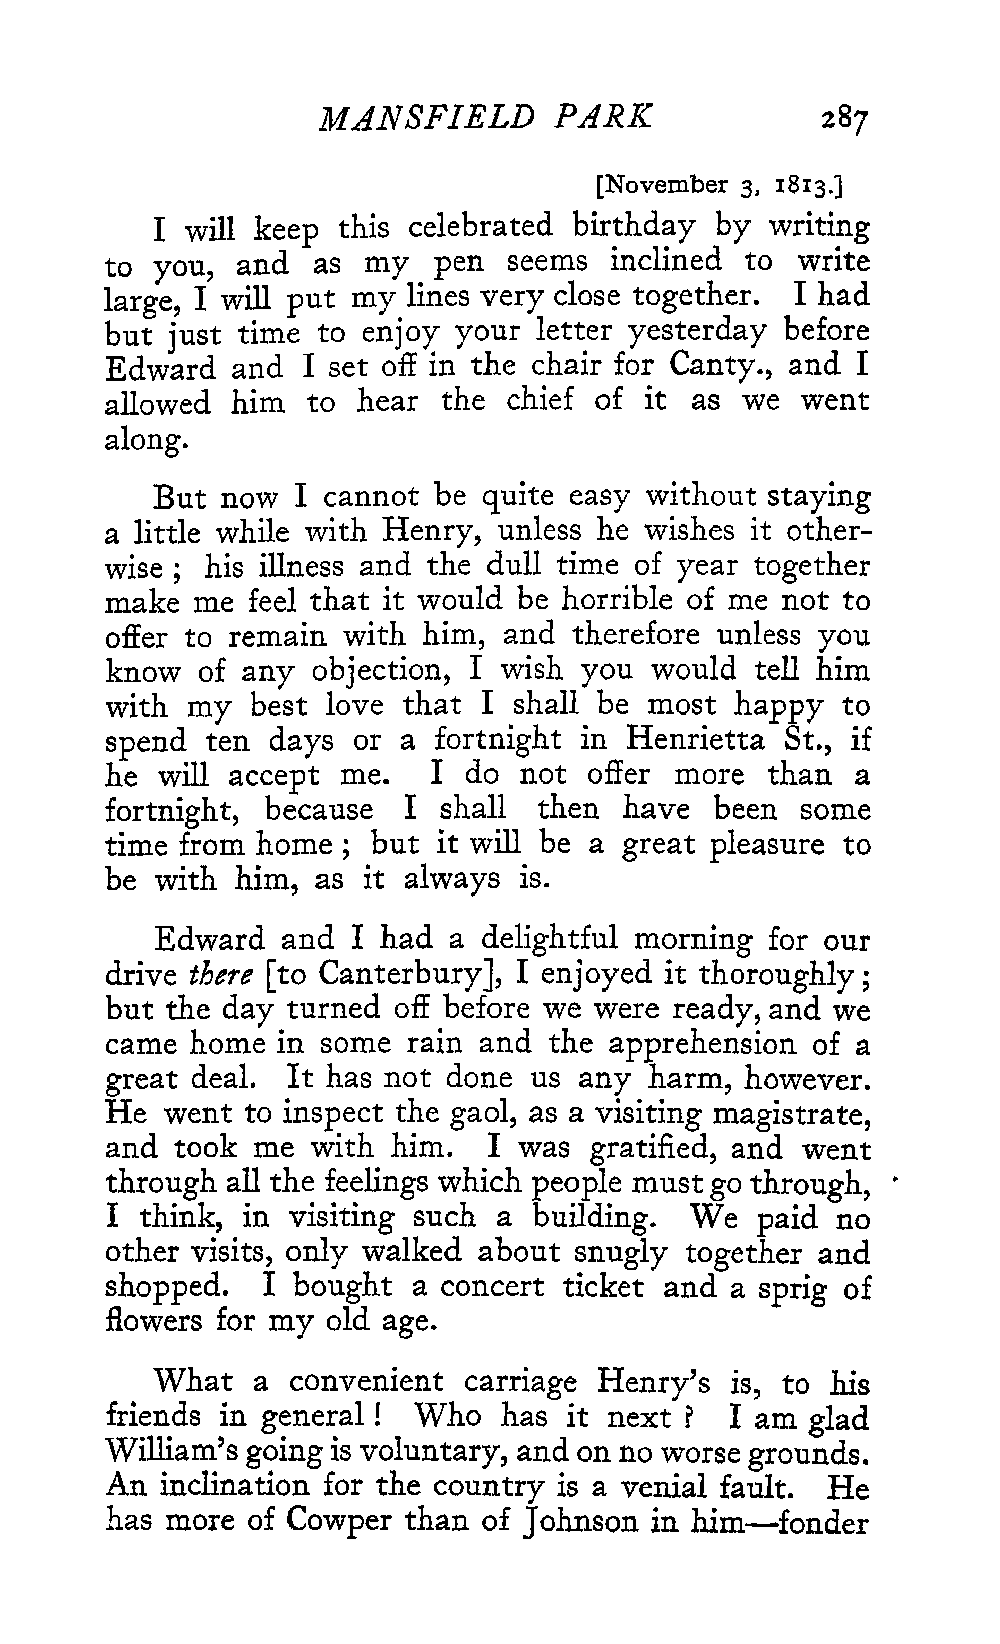 MANSFIELD PARK 287
[November 3, 1813.]
I will keep this celebrated birthday by writing
to you, and as my pen seems inclined to write
large, I will put my lines very close together. I had
but just time to enjoy your letter yesterday before
Edward and I set off in the chair for Canty., and I
allowed him to hear the chief of it as we went
along.
But now I cannot be quite easy without staying
a little while with Henry, unless he wishes it other-
wise ; his illness and the dull time of year together
make me feel that it would be horrible of me not to
offer to remain with him, and therefore unless you
know of any objection, I wish you would tell him
with my best love that I shall be most happy to
spend ten days or a fortnight in Henrietta St., if
he will accept me. I do not offer more than a
fortnight, because I shall then have been some
time from home ; but it will be a great pleasure to
be with him, as it always is.
Edward and I had a delightful morning for our
drive there [to Canterbury], I enjoyed it thoroughly ;
but the day turned off before we were ready, and we
came home in some rain and the apprehension of a
great deal. It has not done us any harm, however.
He went to inspect the gaol, as a visiting magistrate,
and took me with him. I was gratified, and went
through all the feelings which people must go through,
I think, in visiting such a building. We paid no
other visits, only walked about snugly together and
shopped. I bought a concert ticket and a sprig of
flowers for my old age.
What a convenient carriage Henry's is, to his
friends in general ! Who has it next ? I am glad
William's going is voluntary, and on no worse grounds.
An inclination for the country is a venial fault. He
has more of Cowper than of Johnson in him—fonder